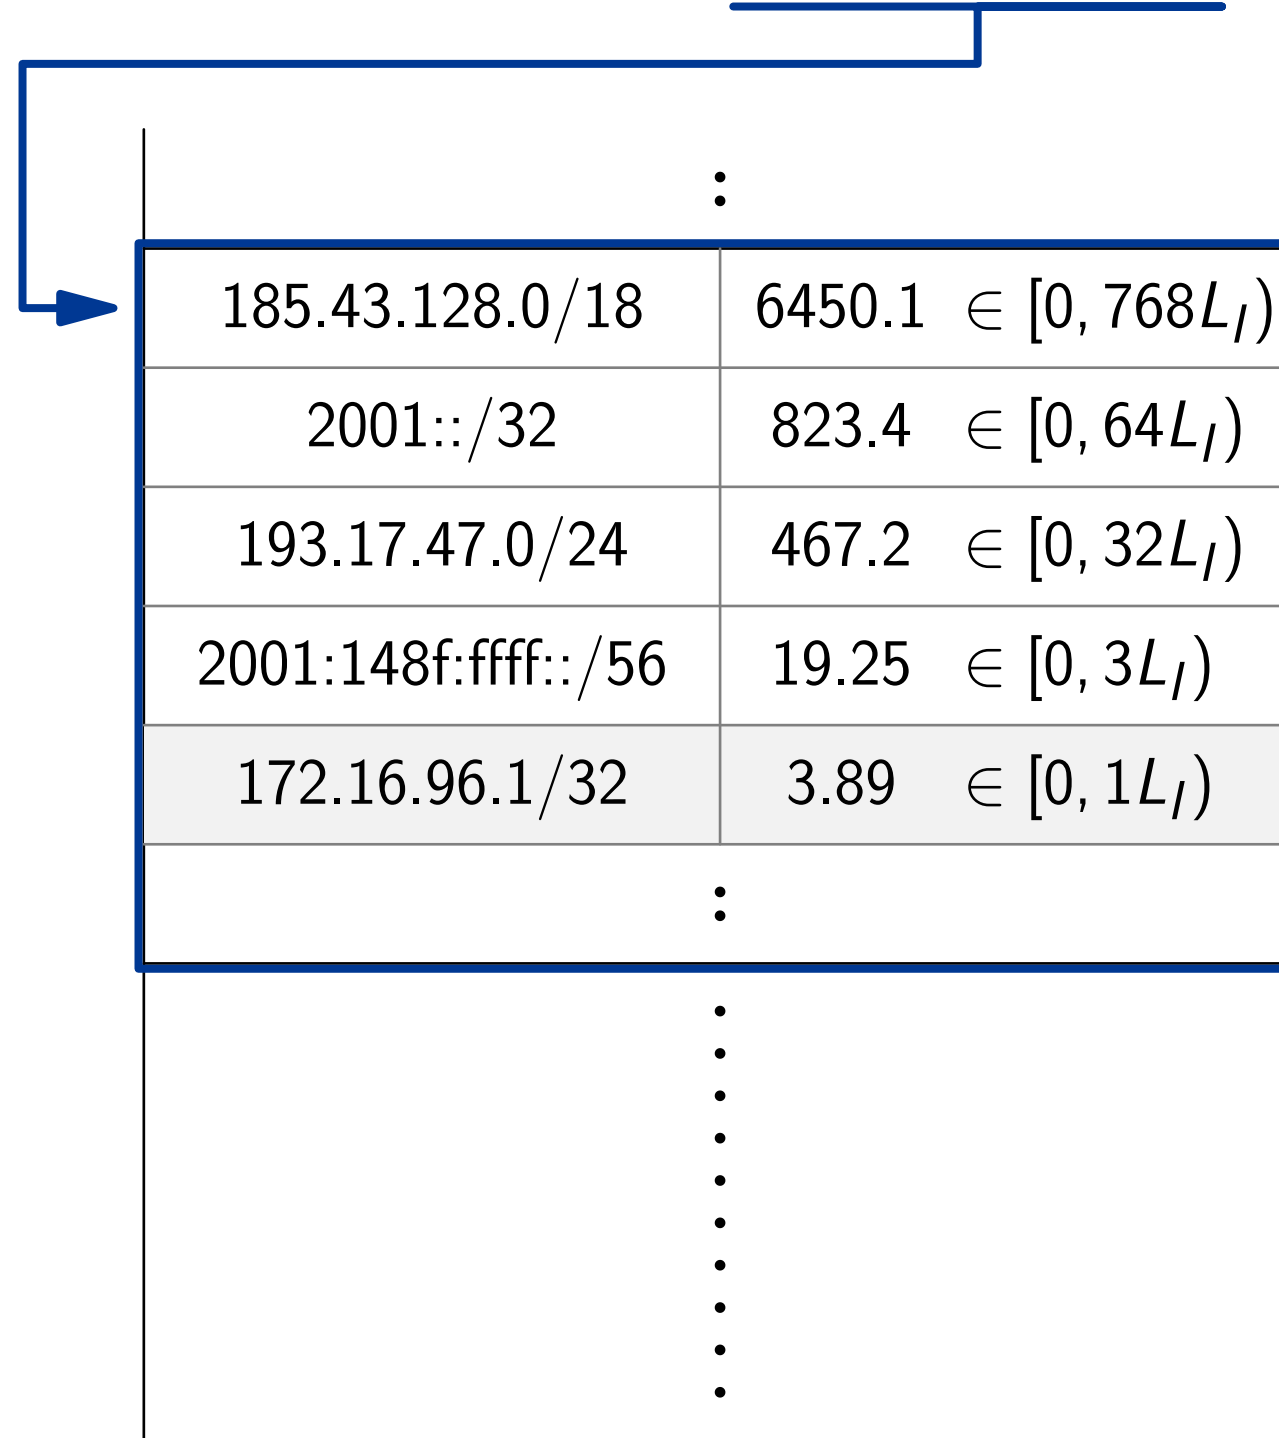 185.43.128.0/18 6450.1 ∈ [0, 768L_I)
2001::/32 823.4 ∈ [0, 64L_I)
193.17.47.0/24 467.2 ∈ [0, 32L_I)
2001:148f:ffff::/56 19.25 ∈ [0, 3L_I)
172.16.96.1/32 3.89 ∈ [0, 1L_I)